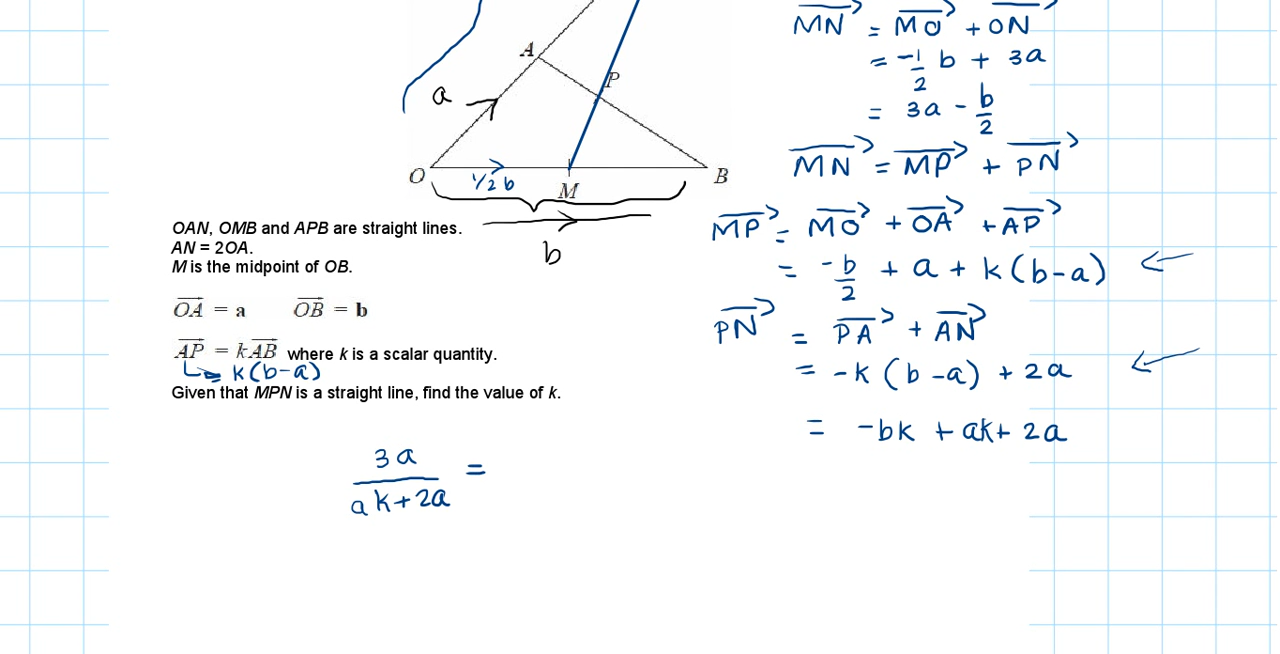 MN = MO + ON
= -1/2 b + 3a
= 3a - b/2
MN = MP + PN
MP = MO + OA + AP
= -b/2 + a + k(b-a)
PN = PA + AN
= -k(b-a) + 2a
= -bk + ak + 2a
A
P
a
O
1/2 b
M
B
b
OAN, OMB and APB are straight lines.
AN = 2OA.
M is the midpoint of OB.
OA = a OB = b
AP = kAB where k is a scalar quantity.
= k(b-a)
Given that MPN is a straight line, find the value of k.
3a/(ak+2a) =